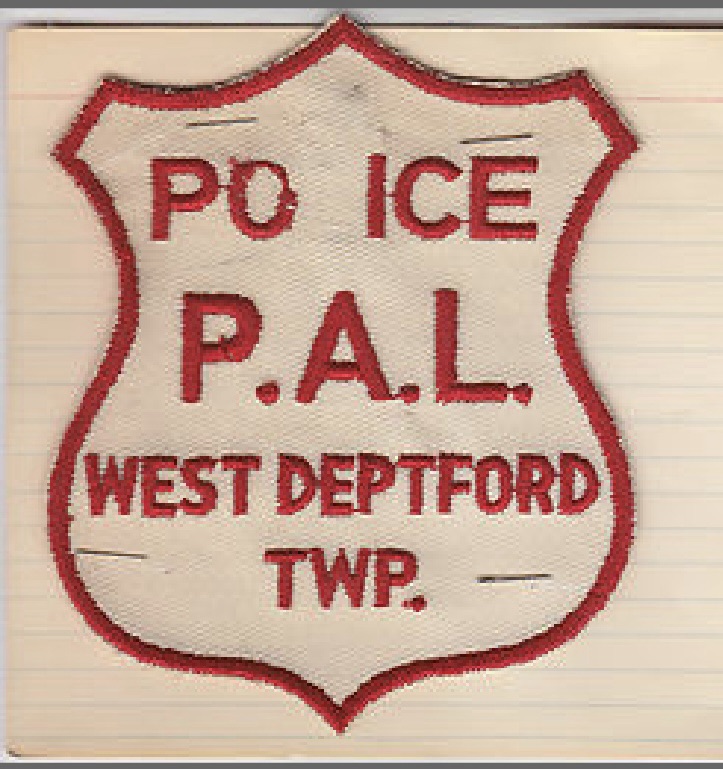 PO ICE
P.A.L.
WEST DEPTFORD
TWP.